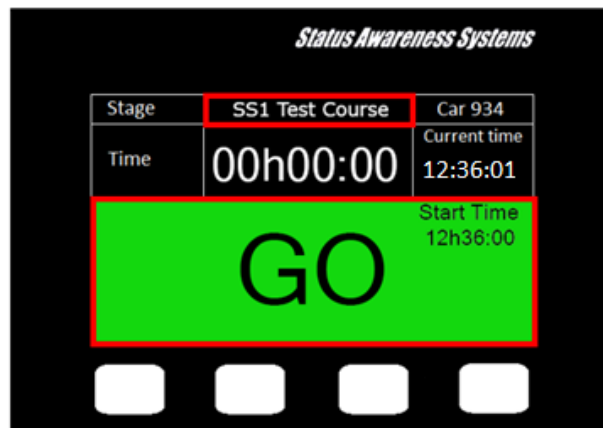 Status Awareness Systems
Stage SS1 Test Course Car 934
Time 00h00:00 Current time
12:36:01
GO Start Time
12h36:00